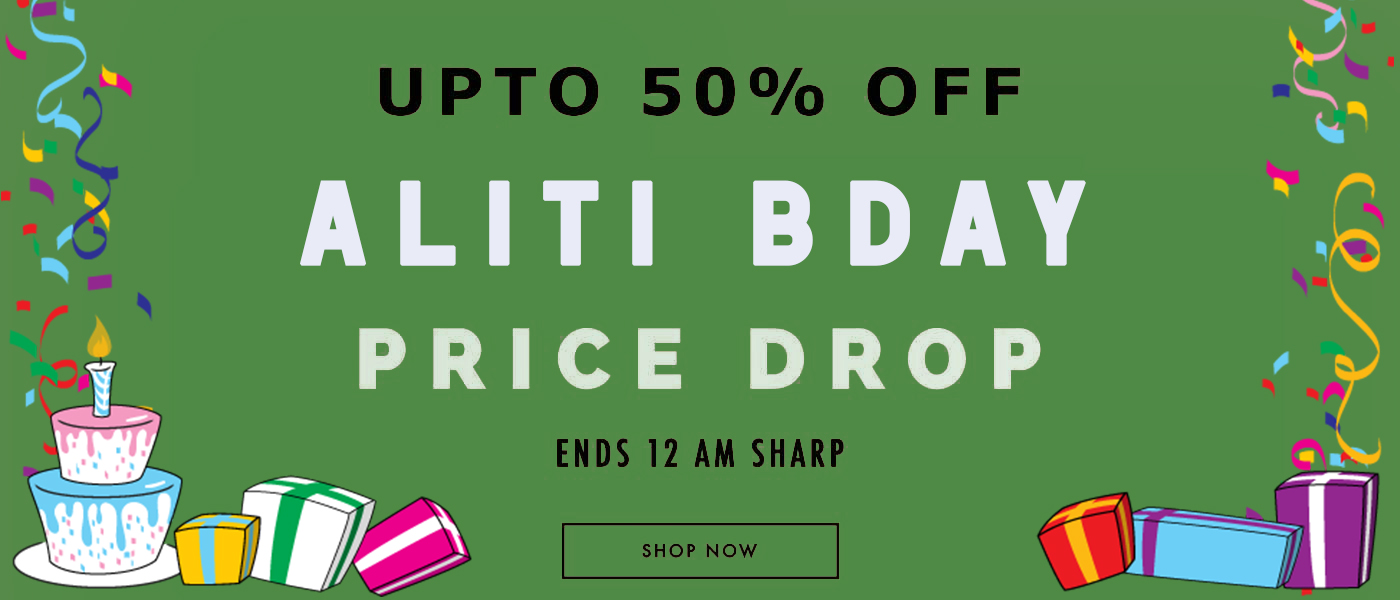 UPTO 50% OFF
ALITI BDAY
PRICE DROP
ENDS 12 AM SHARP
SHOP NOW